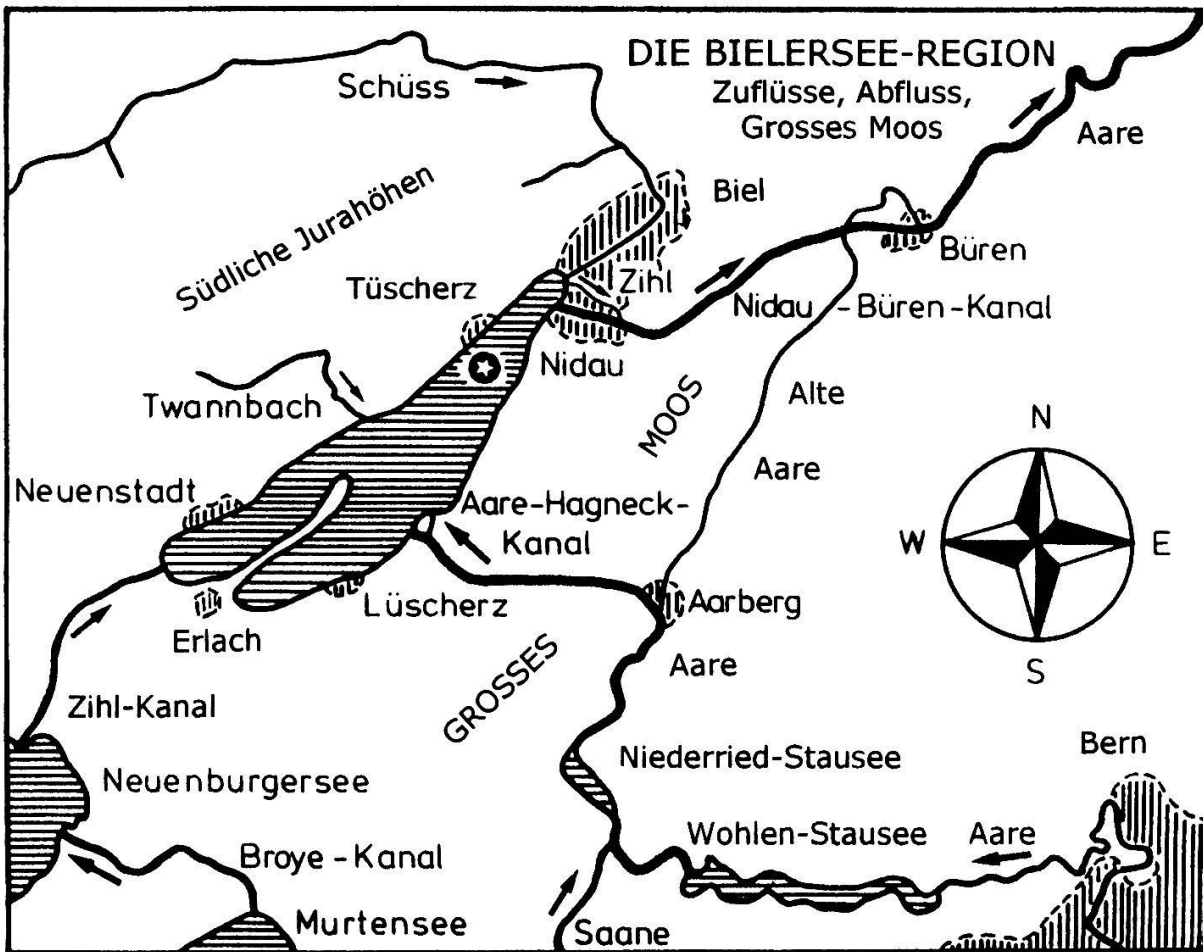 DIE BIELERSEE-REGION
Zuflüsse, Abfluss,
Grosses Moos
Schüss
Aare
Biel
Südliche Jurahöhen
Büren
Zihl
Tüscherz
Nidau-Büren-Kanal
Nidau
Twannbach
Alte
Aare
MOOS
N
Neuenstadt
Aare-Hagneck-
Kanal
W
E
Lüscherz
Aarberg
Erlach
Aare
S
GROSSES
Zihl-Kanal
Niederried-Stausee
Bern
Neuenburgersee
Wohlen-Stausee
Aare
Broye-Kanal
Murtensee
Saane